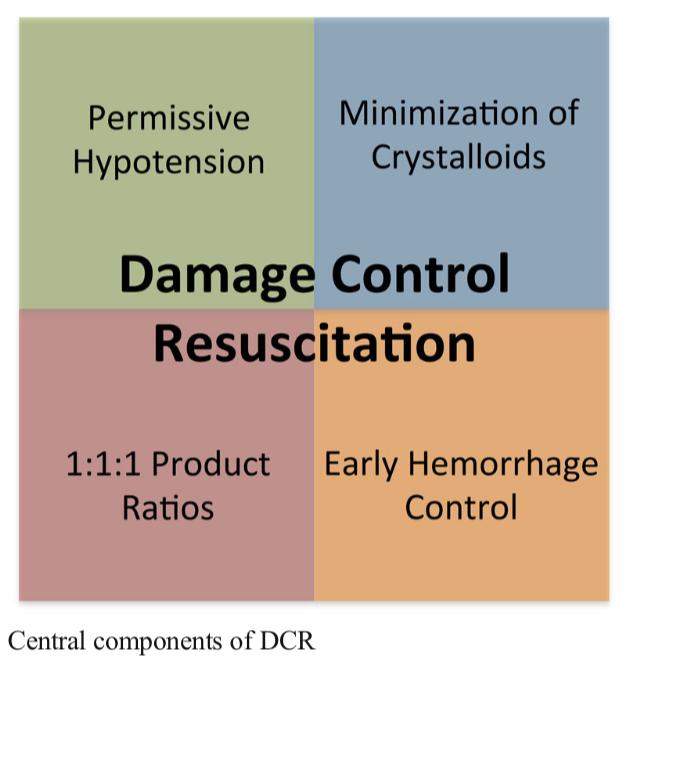 Permissive
Hypotension
Minimization of
Crystalloids
Damage Control
Resuscitation
1:1:1 Product
Ratios
Early Hemorrhage
Control
Central components of DCR